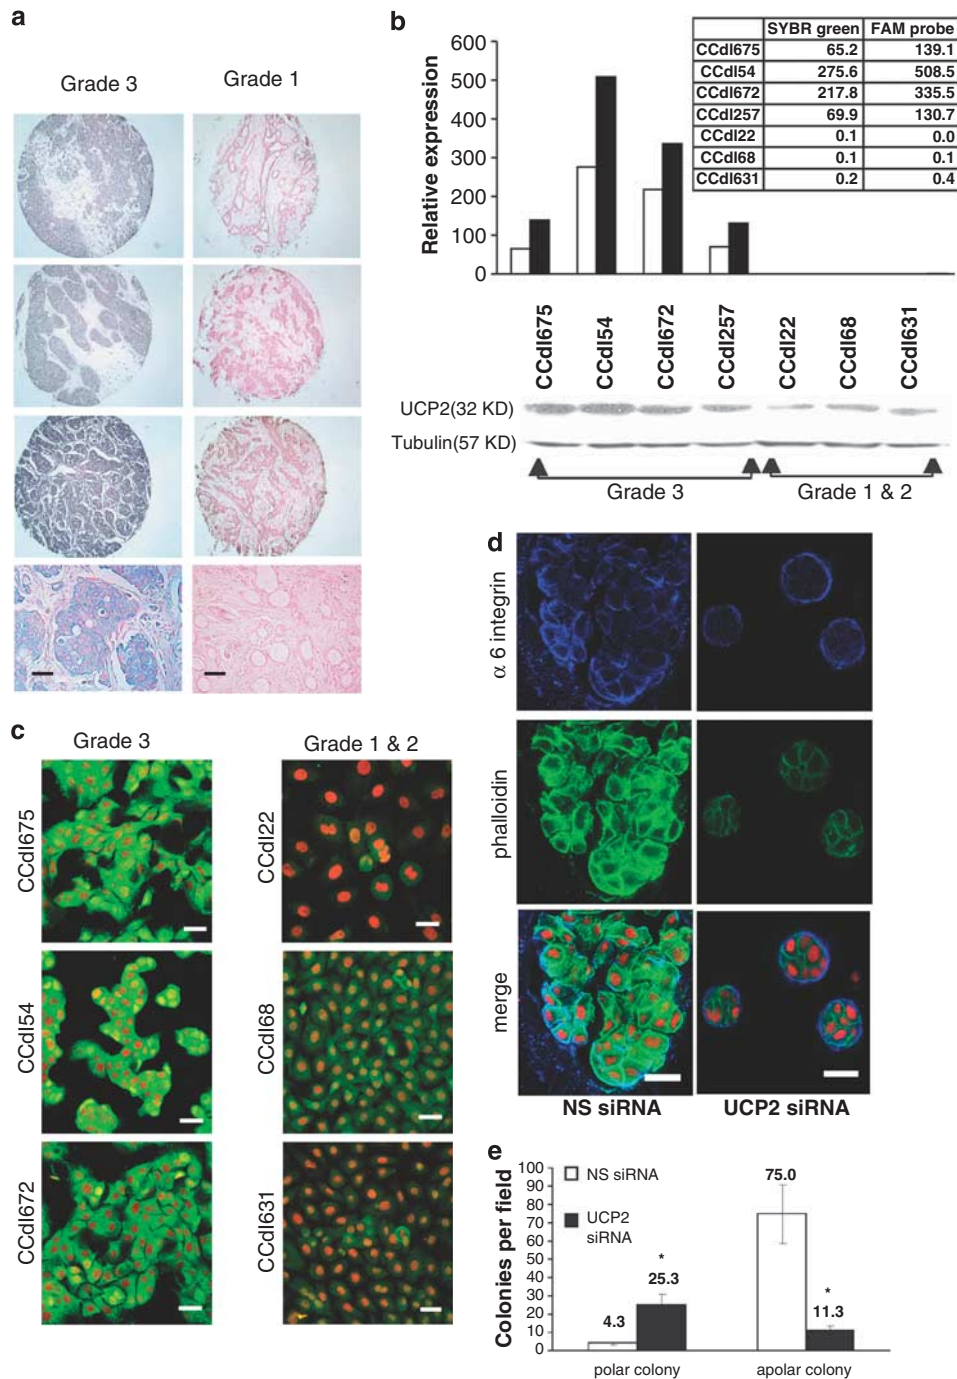 a
Grade 3
Grade 1
b
Relative expression
600
500
400
300
200
100
0
SYBR green FAM probe
CCdl675 65.2 139.1
CCdl54 275.6 508.5
CCdl672 217.8 335.5
CCdl257 69.9 130.7
CCdl22 0.1 0.0
CCdl68 0.1 0.1
CCdl631 0.2 0.4
CCdl675
CCdl54
CCdl672
CCdl257
CCdl22
CCdl68
CCdl631
UCP2(32 KD)
Tubulin(57 KD)
Grade 3
Grade 1 & 2
c
Grade 3
Grade 1 & 2
CCdl675
CCdl22
CCdl54
CCdl68
CCdl672
CCdl631
d
α 6 integrin
phalloidin
merge
NS siRNA
UCP2 siRNA
e
Colonies per field
100
90
80
70
60
50
40
30
20
10
0
NS siRNA
UCP2
siRNA
4.3
*
25.3
75.0
*
11.3
polar colony
apolar colony